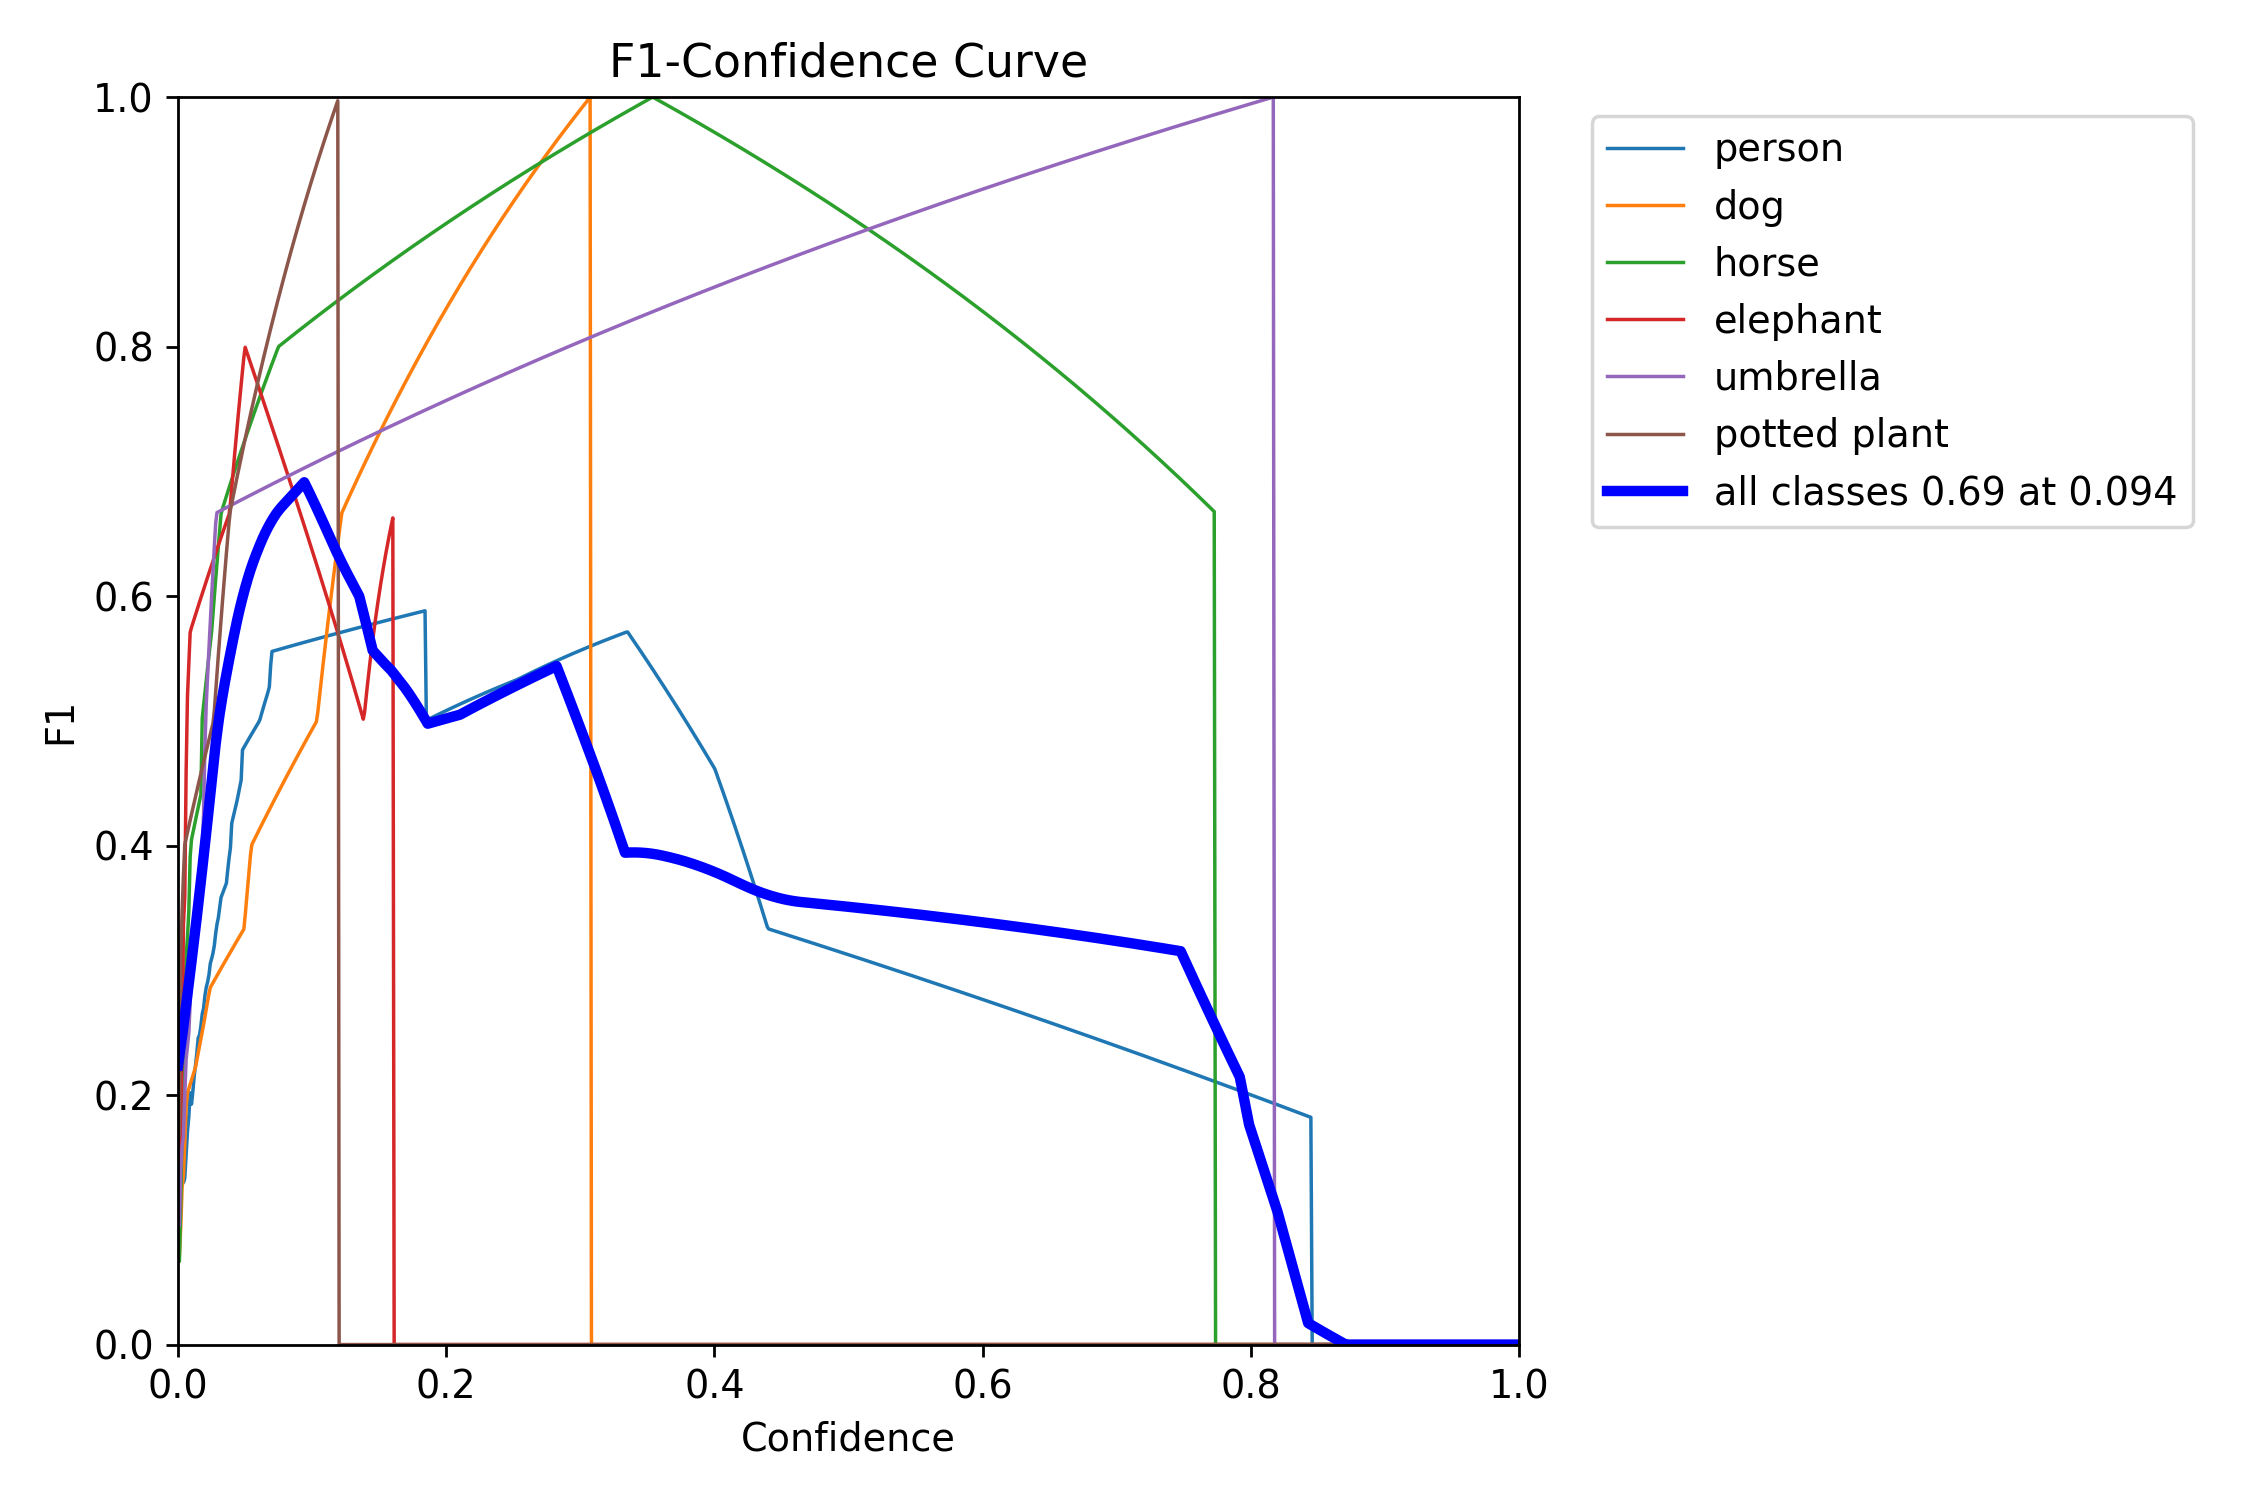 F1-Confidence Curve
1.0
0.8
0.6
0.4
0.2
0.0
F1
0.0 0.2 0.4 0.6 0.8 1.0
Confidence
person
dog
horse
elephant
umbrella
potted plant
all classes 0.69 at 0.094